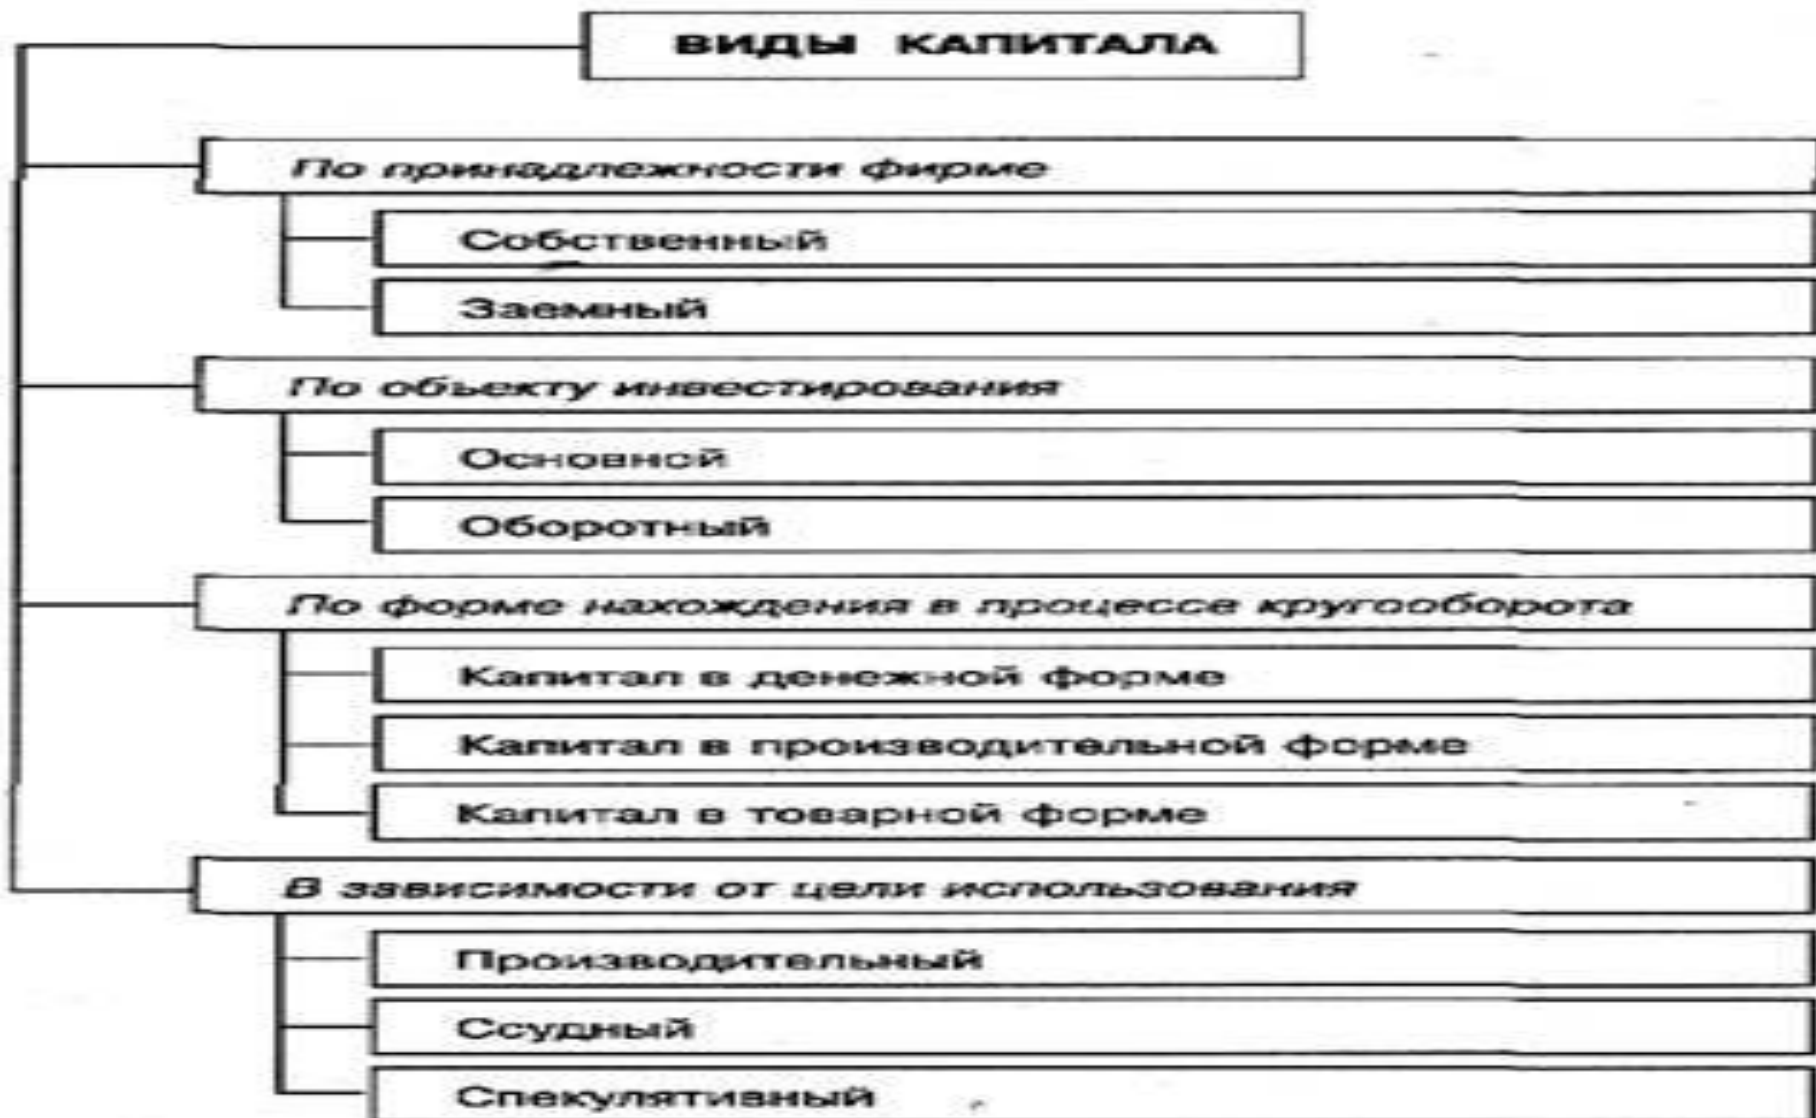 ВИДЫ КАПИТАЛА
По принадлежности фирме
Собственный
Заемный
По объекту инвестирования
Основной
Оборотный
По форме нахождения в процессе кругооборота
Капитал в денежной форме
Капитал в производительной форме
Капитал в товарной форме
В зависимости от цели использования
Производительный
Ссудный
Спекулятивный